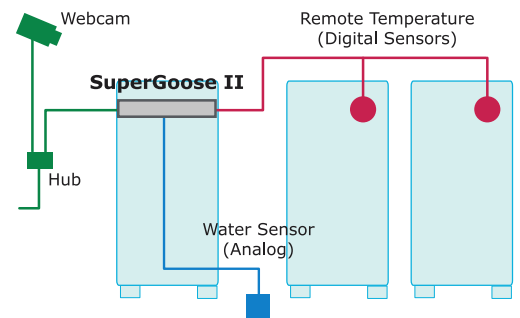 Webcam
Remote Temperature
(Digital Sensors)
SuperGoose II
Hub
Water Sensor
(Analog)